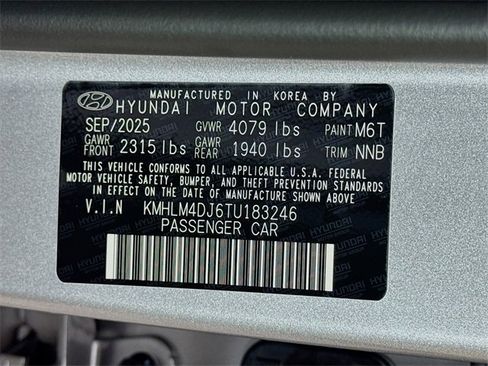 MANUFACTURED IN KOREA BY
HYUNDAI MOTOR COMPANY
SEP/2025 GVWR 4079 lbs PAINT M6T
GAWR FRONT 2315 lbs GAWR REAR 1940 lbs TRIM NNB
THIS VEHICLE CONFORMS TO ALL APPLICABLE U.S.A. FEDERAL
MOTOR VEHICLE SAFETY, BUMPER, AND THEFT PREVENTION STANDARDS
IN EFFECT ON THE DATE OF MANUFACTURE SHOWN ABOVE.
V.I.N KMHLM4DJ6TU183246
PASSENGER CAR